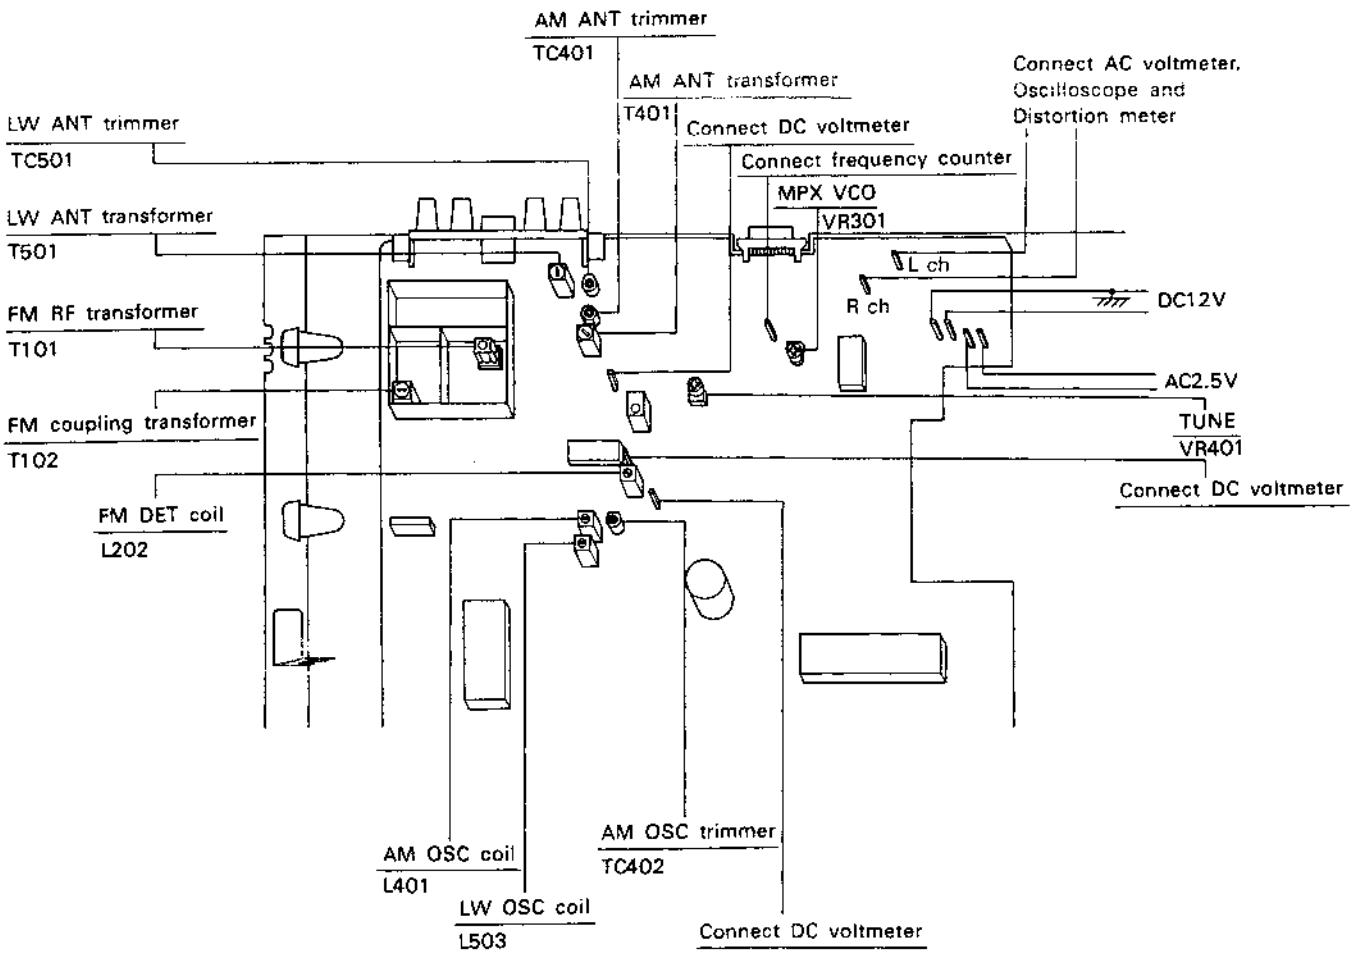 AM ANT trimmer
TC401
AM ANT transformer
T401
Connect AC voltmeter,
Oscilloscope and
Distortion meter
LW ANT trimmer
TC501
Connect DC voltmeter
Connect frequency counter
MPX VCO
VR301
LW ANT transformer
T501
L ch
R ch
DC12V
FM RF transformer
T101
AC2.5V
FM coupling transformer
T102
TUNE
VR401
Connect DC voltmeter
FM DET coil
L202
AM OSC trimmer
TC402
AM OSC coil
L401
LW OSC coil
L503
Connect DC voltmeter